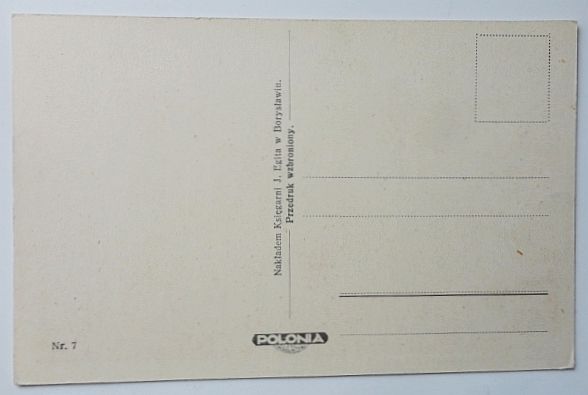 Nakładem Księgarni J. Egita w Borysławiu.
Przedruk wzbroniony.
Nr. 7
POLONIA